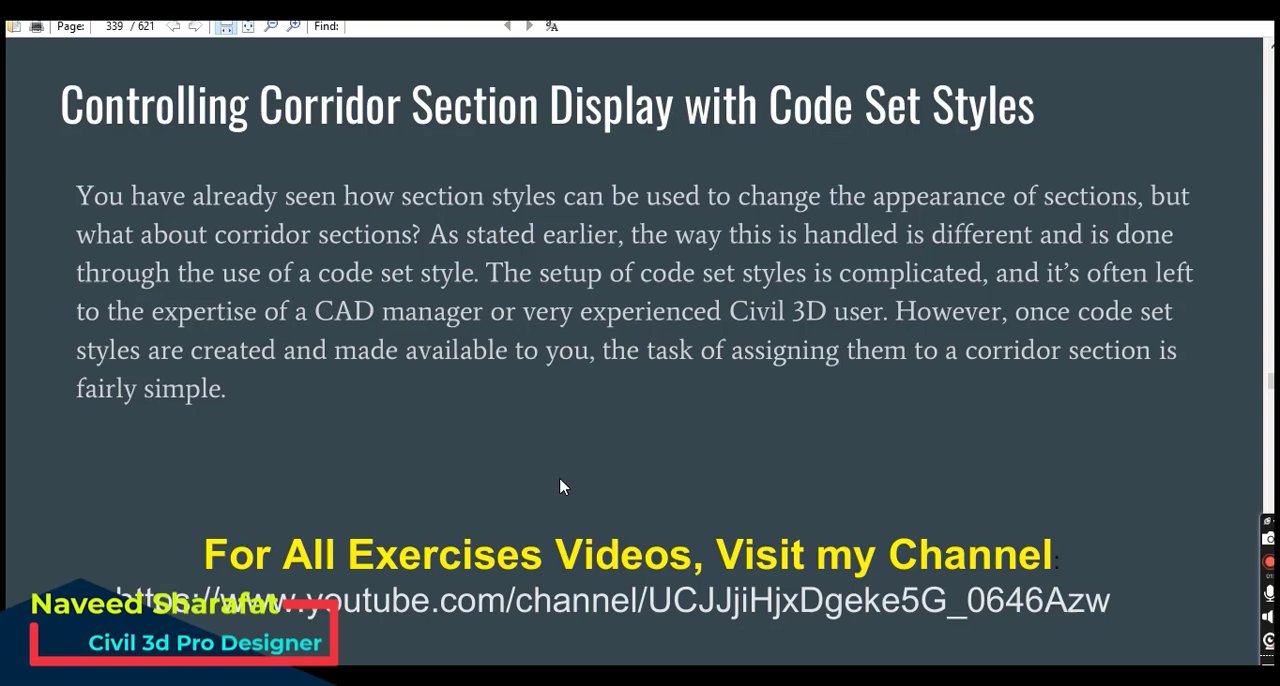 Page: 339 / 621 Find:
Controlling Corridor Section Display with Code Set Styles
You have already seen how section styles can be used to change the appearance of sections, but
what about corridor sections? As stated earlier, the way this is handled is different and is done
through the use of a code set style. The setup of code set styles is complicated, and it’s often left
to the expertise of a CAD manager or very experienced Civil 3D user. However, once code set
styles are created and made available to you, the task of assigning them to a corridor section is
fairly simple.
For All Exercises Videos, Visit my Channel:
https://www.youtube.com/channel/UCJJjiHjxDgeke5G_0646Azw
Naveed Sharafat
Civil 3d Pro Designer